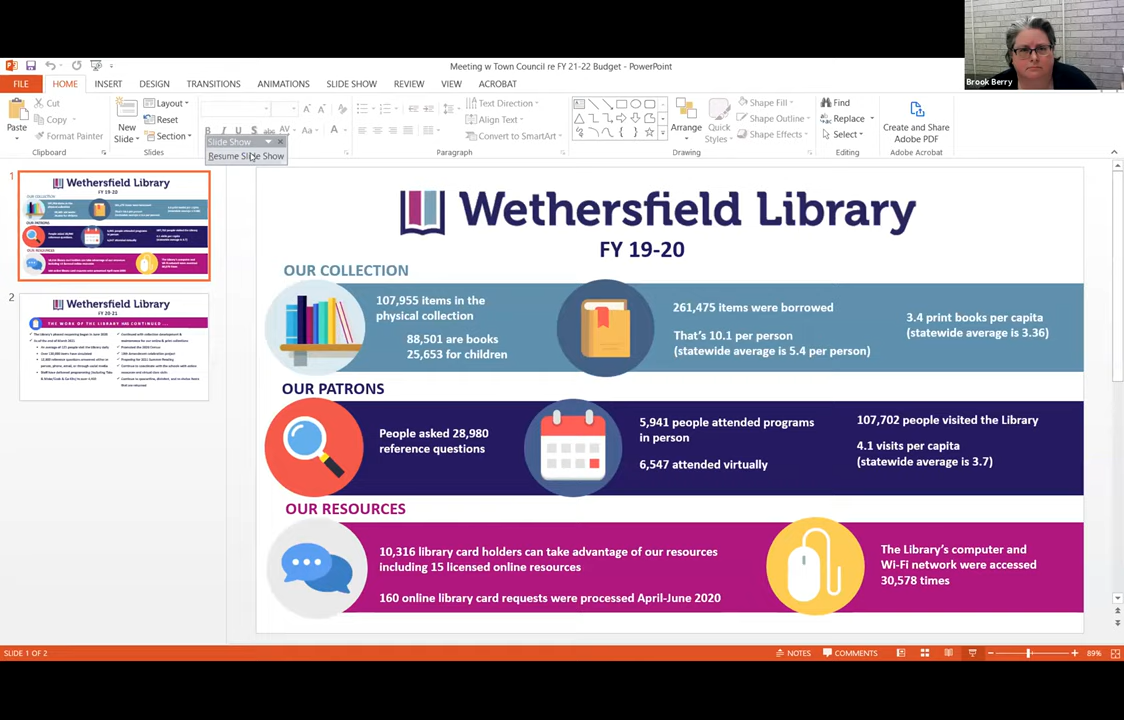 Brook Berry
Meeting w Town Council re FY 21-22 Budget - PowerPoint
FILE HOME INSERT DESIGN TRANSITIONS ANIMATIONS SLIDE SHOW REVIEW VIEW ACROBAT
Cut
Copy
Format Painter
Paste
Clipboard
New
Slide
Layout
Reset
Section
Slides
Slide Show
Resume Slide Show
Text Direction
Align Text
Convert to SmartArt
Paragraph
Arrange
Quick
Styles
Shape Fill
Shape Outline
Shape Effects
Drawing
Find
Replace
Select
Editing
Create and Share
Adobe PDF
Adobe Acrobat
1
Wethersfield Library
FY 19-20
2
Wethersfield Library
FY 20-21
THE WORK OF THE LIBRARY HAS CONTINUED ...
Wethersfield Library
FY 19-20
OUR COLLECTION
107,955 items in the
physical collection
88,501 are books
25,653 for children
261,475 items were borrowed
That's 10.1 per person
(statewide average is 5.4 per person)
3.4 print books per capita
(statewide average is 3.36)
OUR PATRONS
People asked 28,980
reference questions
5,941 people attended programs
in person
6,547 attended virtually
107,702 people visited the Library
4.1 visits per capita
(statewide average is 3.7)
OUR RESOURCES
10,316 library card holders can take advantage of our resources
including 15 licensed online resources
160 online library card requests were processed April-June 2020
The Library's computer and
Wi-Fi network were accessed
30,578 times
SLIDE 1 OF 2
NOTES
COMMENTS
89%